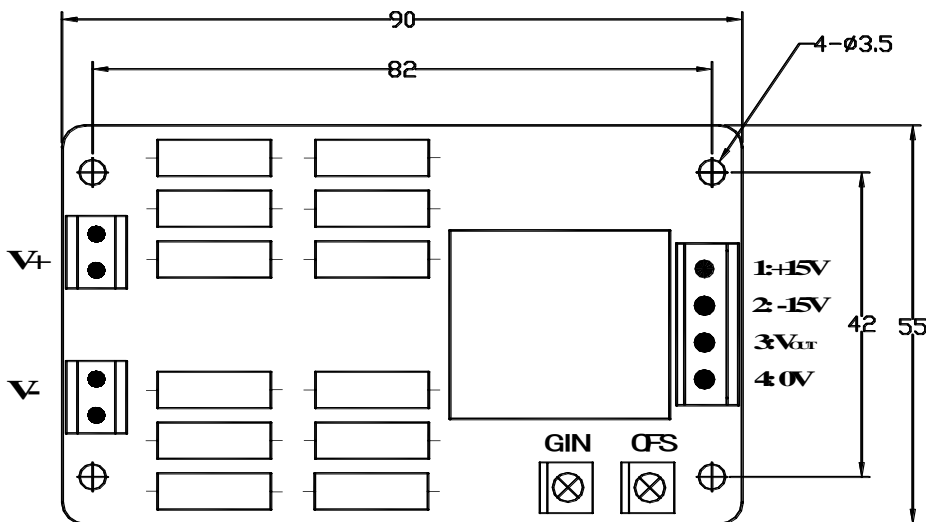 90
4-ø3.5
82
V+
1:+15V
2:-15V
3:VOUT
42
55
V-
4:0V
GIN
OFS